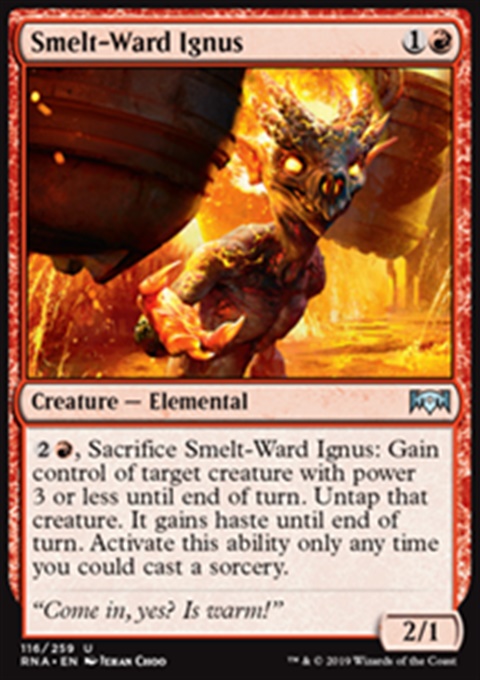 Smelt-Ward Ignus 1
Creature — Elemental
2, Sacrifice Smelt-Ward Ignus: Gain
control of target creature with power
3 or less until end of turn. Untap that
creature. It gains haste until end of
turn. Activate this ability only any time
you could cast a sorcery.
“Come in, yes? Is warm!”
2/1
116/259 U
RNA • EN Yeran Choo
™ & © 2019 Wizards of the Coast